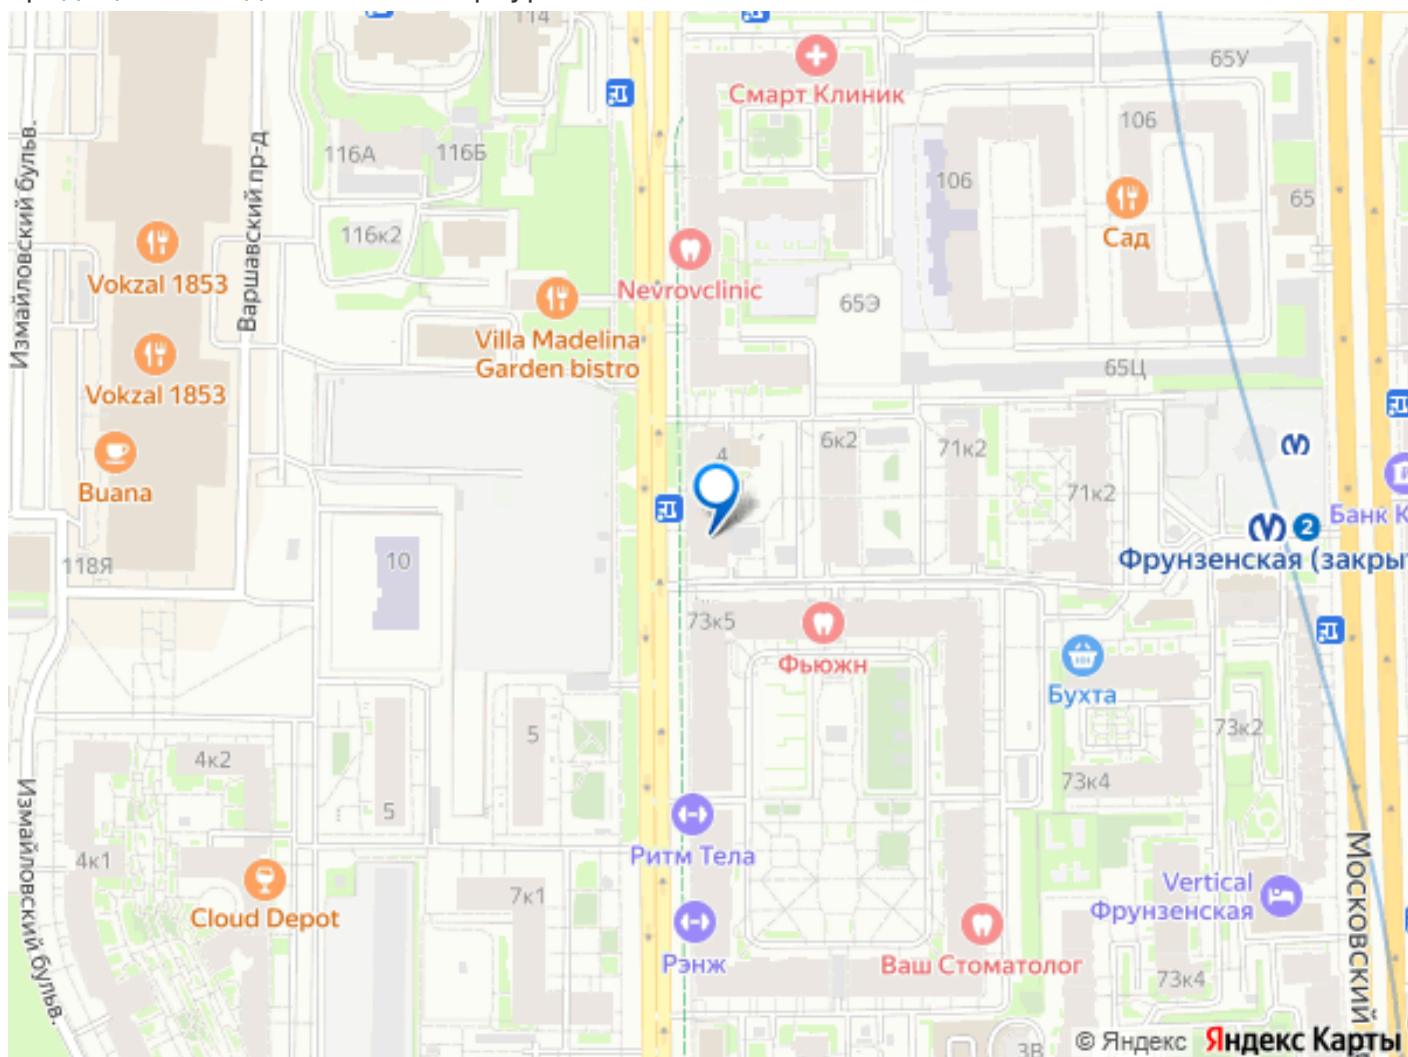 114
65У
Смарт Клиник
106
116А
116Б
106
65
Измайловский бульв.
Варшавский пр-д
116к2
Сад
Vokzal 1853
Nevrovclinic
65Э
Villa Madelina
Garden bistro
65Ц
Vokzal 1853
4
6к2
71к2
Buana
71к2
Банк К
2
Фрунзенская (закрыт
118Я
10
73к5
Фьюжн
Бухта
5
73к2
4к2
73к4
5
Измайловский бульв.
Ритм Тела
4к1
Московский
7к1
Vertical
Фрунзенская
Cloud Depot
Рэнж
Ваш Стоматолог
73к4
3В
© Яндекс Яндекс Карты